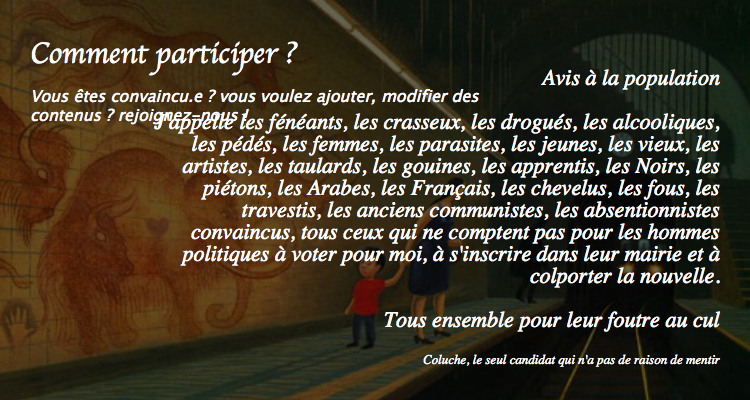 Comment participer ?
Vous êtes convaincu.e ? vous voulez ajouter, modifier des
contenus ? rejoignez-nous !
Avis à la population
J'appelle les fénéants, les crasseux, les drogués, les alcooliques,
les pédés, les femmes, les parasites, les jeunes, les vieux, les
artistes, les taulards, les gouines, les apprentis, les Noirs, les
piétons, les Arabes, les Français, les chevelus, les fous, les
travestis, les anciens communistes, les absentionnistes
convaincus, tous ceux qui ne comptent pas pour les hommes
politiques à voter pour moi, à s'inscrire dans leur mairie et à
colporter la nouvelle.
Tous ensemble pour leur foutre au cul
Coluche, le seul candidat qui n'a pas de raison de mentir